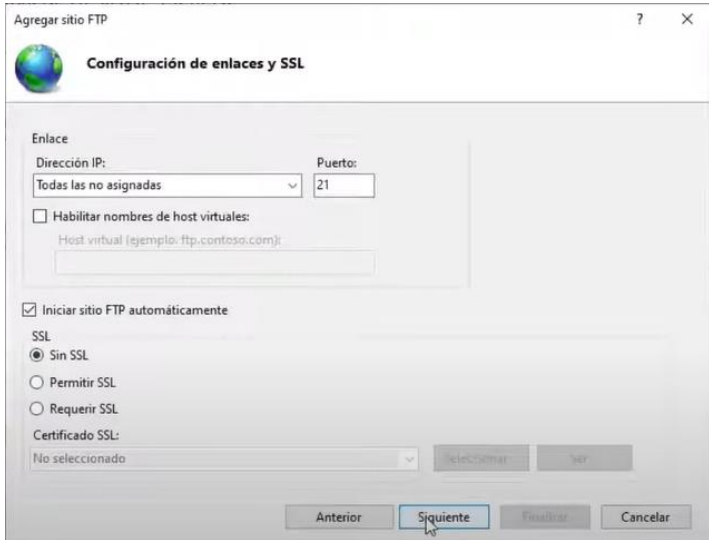 Agregar sitio FTP
? X
Configuración de enlaces y SSL
Enlace
Dirección IP:
Puerto:
Todas las no asignadas
21
Habilitar nombres de host virtuales:
Host virtual (ejemplo: ftp.contoso.com):
Iniciar sitio FTP automáticamente
SSL
Sin SSL
Permitir SSL
Requerir SSL
Certificado SSL:
No seleccionado
Seleccionar
Ver
Anterior
Siguiente
Finalizar
Cancelar